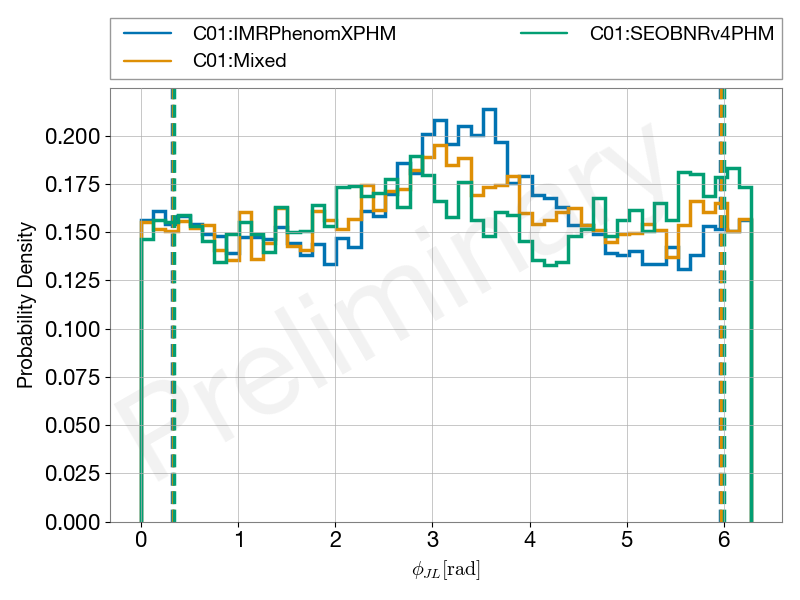 C01:IMRPhenomXPHM
C01:Mixed
C01:SEOBNRv4PHM
0.200
0.175
0.150
0.125
0.100
0.075
0.050
0.025
0.000
Probability Density
Preliminary
0 1 2 3 4 5 6
ϕ_JL[rad]